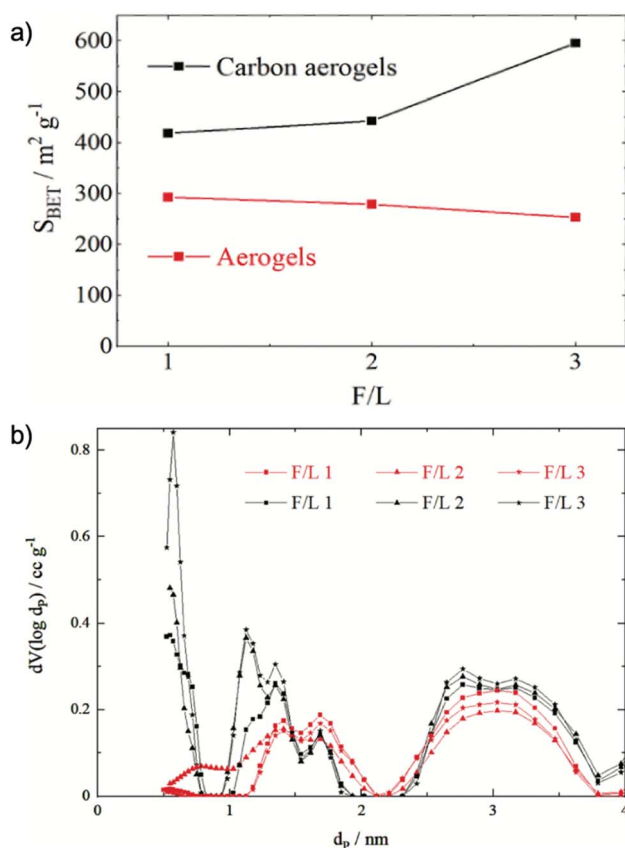 a)
600
500
400
300
200
100
0
S_BET / m² g⁻¹
Carbon aerogels
Aerogels
1 2 3
F/L
b)
0.8
0.6
0.4
0.2
0
dV(log dₚ) / cc g⁻¹
F/L 1 F/L 2 F/L 3
F/L 1 F/L 2 F/L 3
0 1 2 3 4
dₚ / nm